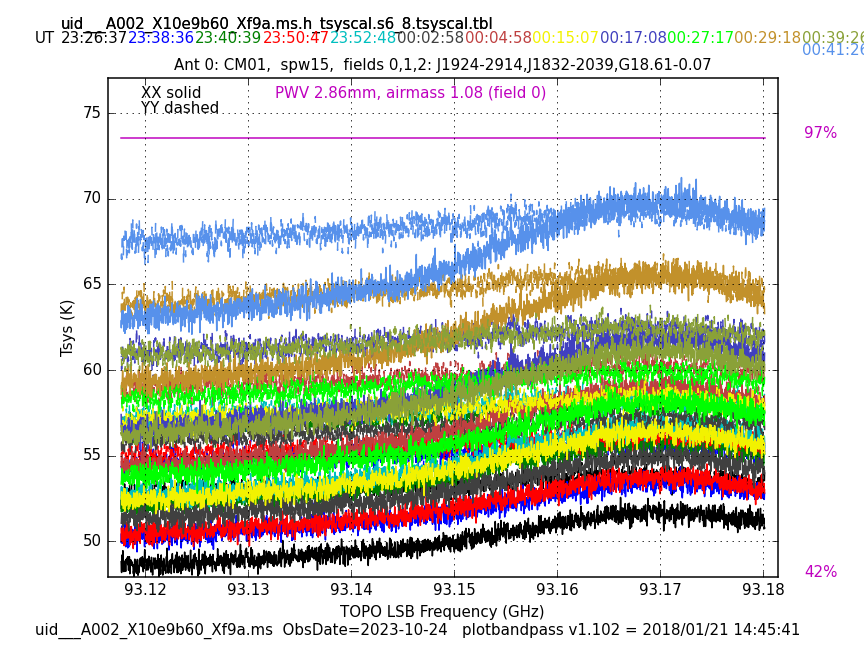 uid___A002_X10e9b60_Xf9a.ms.h_tsyscal.s6_8.tsyscal.tbl
UT 23:26:37 23:38:36 23:40:39 23:50:47 23:52:48 00:02:58 00:04:58 00:15:07 00:17:08 00:27:17 00:29:18 00:39:26
00:41:26
Ant 0: CM01, spw15, fields 0,1,2: J1924-2914,J1832-2039,G18.61-0.07
XX solid PWV 2.86mm, airmass 1.08 (field 0)
YY dashed
75
97%
70
65
60
55
50
Tsys (K)
42%
93.12 93.13 93.14 93.15 93.16 93.17 93.18
TOPO LSB Frequency (GHz)
uid___A002_X10e9b60_Xf9a.ms ObsDate=2023-10-24 plotbandpass v1.102 = 2018/01/21 14:45:41